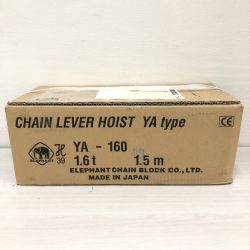 CHAIN LEVER HOIST YA type
CE
39
YA - 160
1.6 t 1.5 m
ELEPHANT CHAIN BLOCK CO., LTD.
MADE IN JAPAN